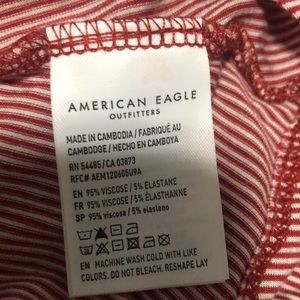 AMERICAN EAGLE
OUTFITTERS
MADE IN CAMBODIA / FABRIQUÉ AU
CAMBODGE / HECHO EN CAMBOYA
RN 54485/CA 03873
RFC# AEM120605U9A
EN 95% VISCOSE / 5% ELASTANE
FR 95% VISCOSE / 5% ÉLASTHANNE
SP 95% viscosa / 5% elastano
EN: MACHINE WASH COLD WITH LIKE
COLORS. DO NOT BLEACH. RESHAPE LAY